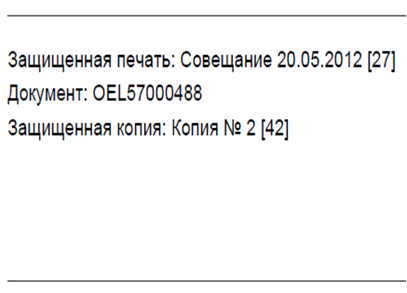 Защищенная печать: Совещание 20.05.2012 [27]
Документ: OEL57000488
Защищенная копия: Копия № 2 [42]